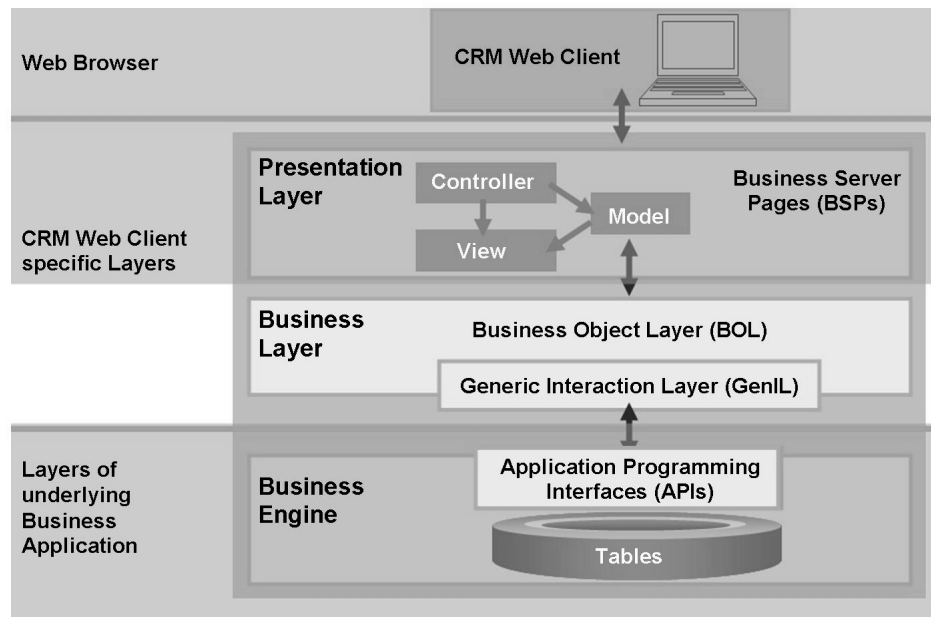 Web Browser
CRM Web Client
Presentation
Layer
Controller
Model
View
Business Server
Pages (BSPs)
CRM Web Client
specific Layers
Business
Layer
Business Object Layer (BOL)
Generic Interaction Layer (GenIL)
Layers of
underlying
Business
Application
Business
Engine
Application Programming
Interfaces (APIs)
Tables